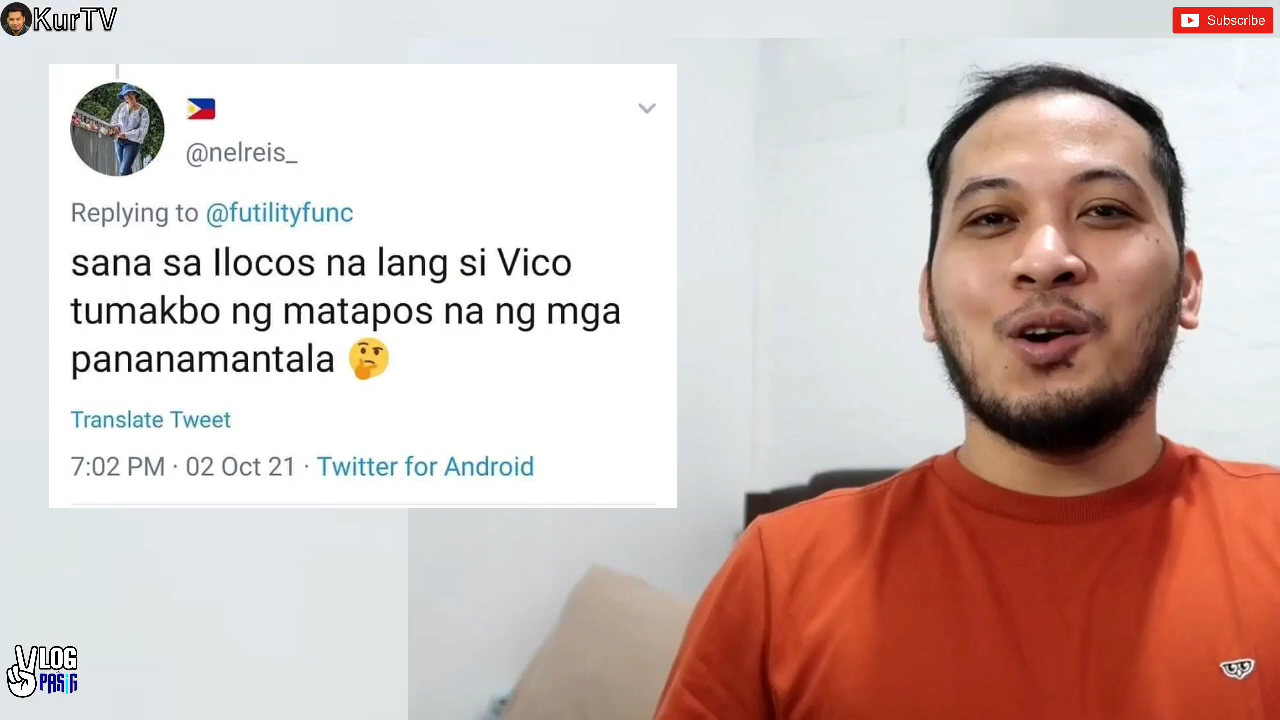 KurTV
Subscribe
@nelreis_
Replying to @futilityfunc
sana sa Ilocos na lang si Vico
tumakbo ng matapos na ng mga
pananamantala 🤔
Translate Tweet
7:02 PM · 02 Oct 21 · Twitter for Android
VLOG
PASIG